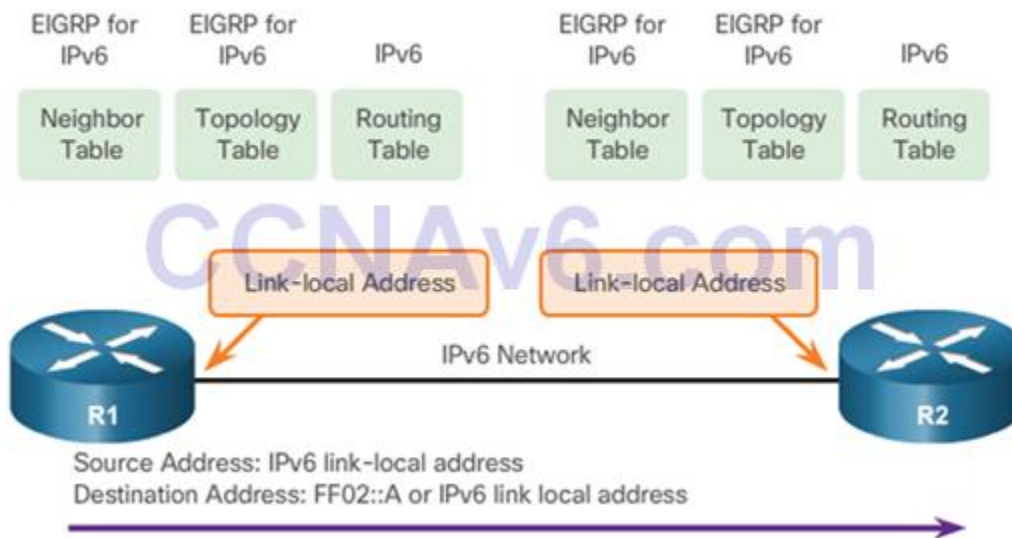 EIGRP for IPv6
EIGRP for IPv6
IPv6
EIGRP for IPv6
EIGRP for IPv6
IPv6
Neighbor Table
Topology Table
Routing Table
Neighbor Table
Topology Table
Routing Table
CCNAv6.com
Link-local Address
Link-local Address
IPv6 Network
R1
R2
Source Address: IPv6 link-local address
Destination Address: FF02::A or IPv6 link local address